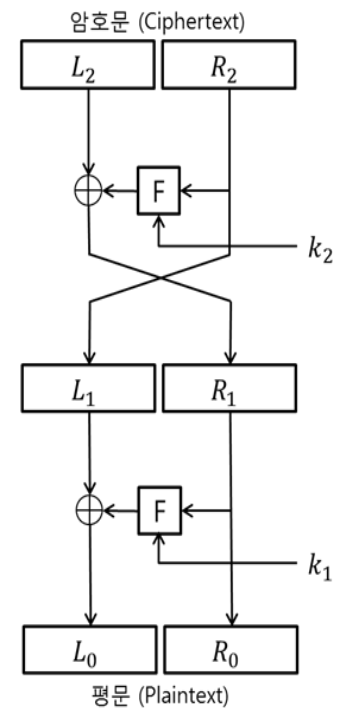 암호문 (Ciphertext)
L₂ R₂
F
k₂
L₁ R₁
F
k₁
L₀ R₀
평문 (Plaintext)